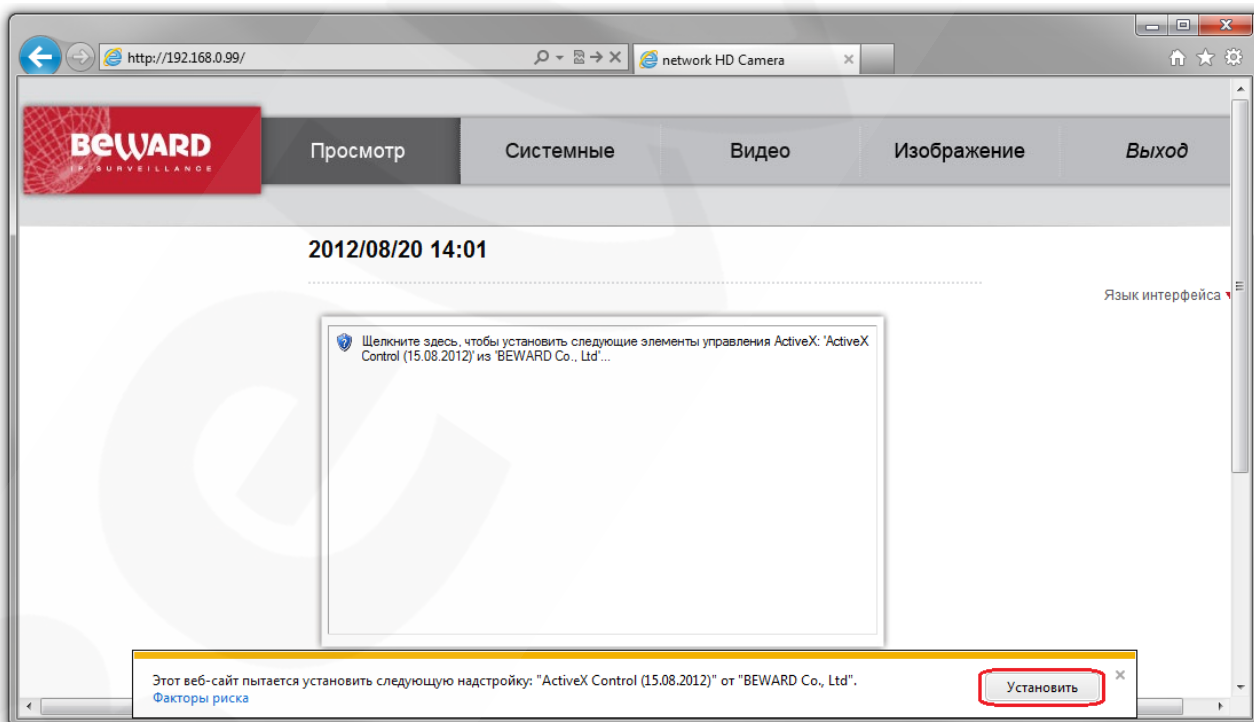 http://192.168.0.99/
network HD Camera
BEWARD
IP SURVEILLANCE
Просмотр
Системные
Видео
Изображение
Выход
2012/08/20 14:01
Язык интерфейса
Щелкните здесь, чтобы установить следующие элементы управления ActiveX: 'ActiveX
Control (15.08.2012)' из 'BEWARD Co., Ltd'...
Этот веб-сайт пытается установить следующую надстройку: "ActiveX Control (15.08.2012)" от "BEWARD Co., Ltd".
Факторы риска
Установить